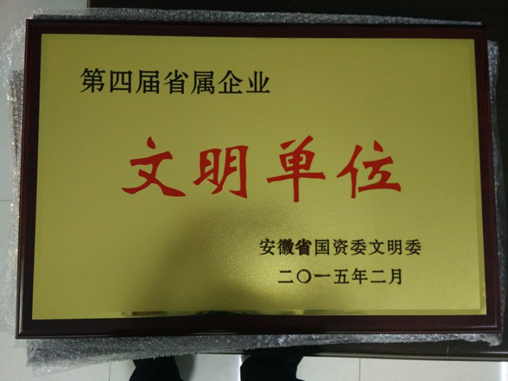 第四届省属企业
文明单位
安徽省国资委文明委
二〇一五年二月